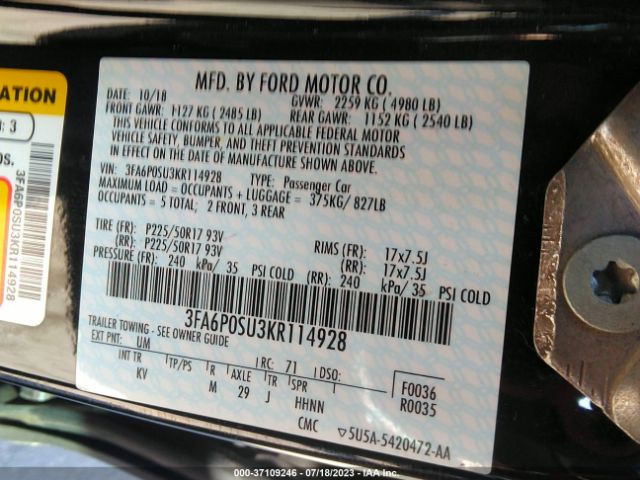 ATION
: 3
OS.
3FA6P0SU3KR114928
MFD. BY FORD MOTOR CO.
10/18 GVWR: 2259 KG ( 4980 LB)
FRONT GAWR: 1127 KG ( 2485 LB) REAR GAWR: 1152 KG ( 2540 LB)
THIS VEHICLE CONFORMS TO ALL APPLICABLE FEDERAL MOTOR
VEHICLE SAFETY, BUMPER, AND THEFT PREVENTION STANDARDS
IN EFFECT ON THE DATE OF MANUFACTURE SHOWN ABOVE.
VIN: 3FA6P0SU3KR114928 TYPE: Passenger Car
MAXIMUM LOAD = OCCUPANTS + LUGGAGE = 375KG/ 827LB
OCCUPANTS = 5 TOTAL; 2 FRONT, 3 REAR
TIRE (FR): P225/50R17 93V RIMS (FR): 17x7.5J
(RR): P225/50R17 93V (RR): 17x7.5J
PRESSURE (FR): 240 kPa/ 35 PSI COLD (RR): 240 kPa/ 35 PSI COLD
3FA6P0SU3KR114928
TRAILER TOWING - SEE OWNER GUIDE
EXT PNT: UM RC: 71 DSO:
INT TR TP/PS R AXLE TR SPR F0036
KV M 29 J HHNN R0035
CMC 5U5A-5420472-AA
000-37109246 - 07/18/2023 - IAAI.COM